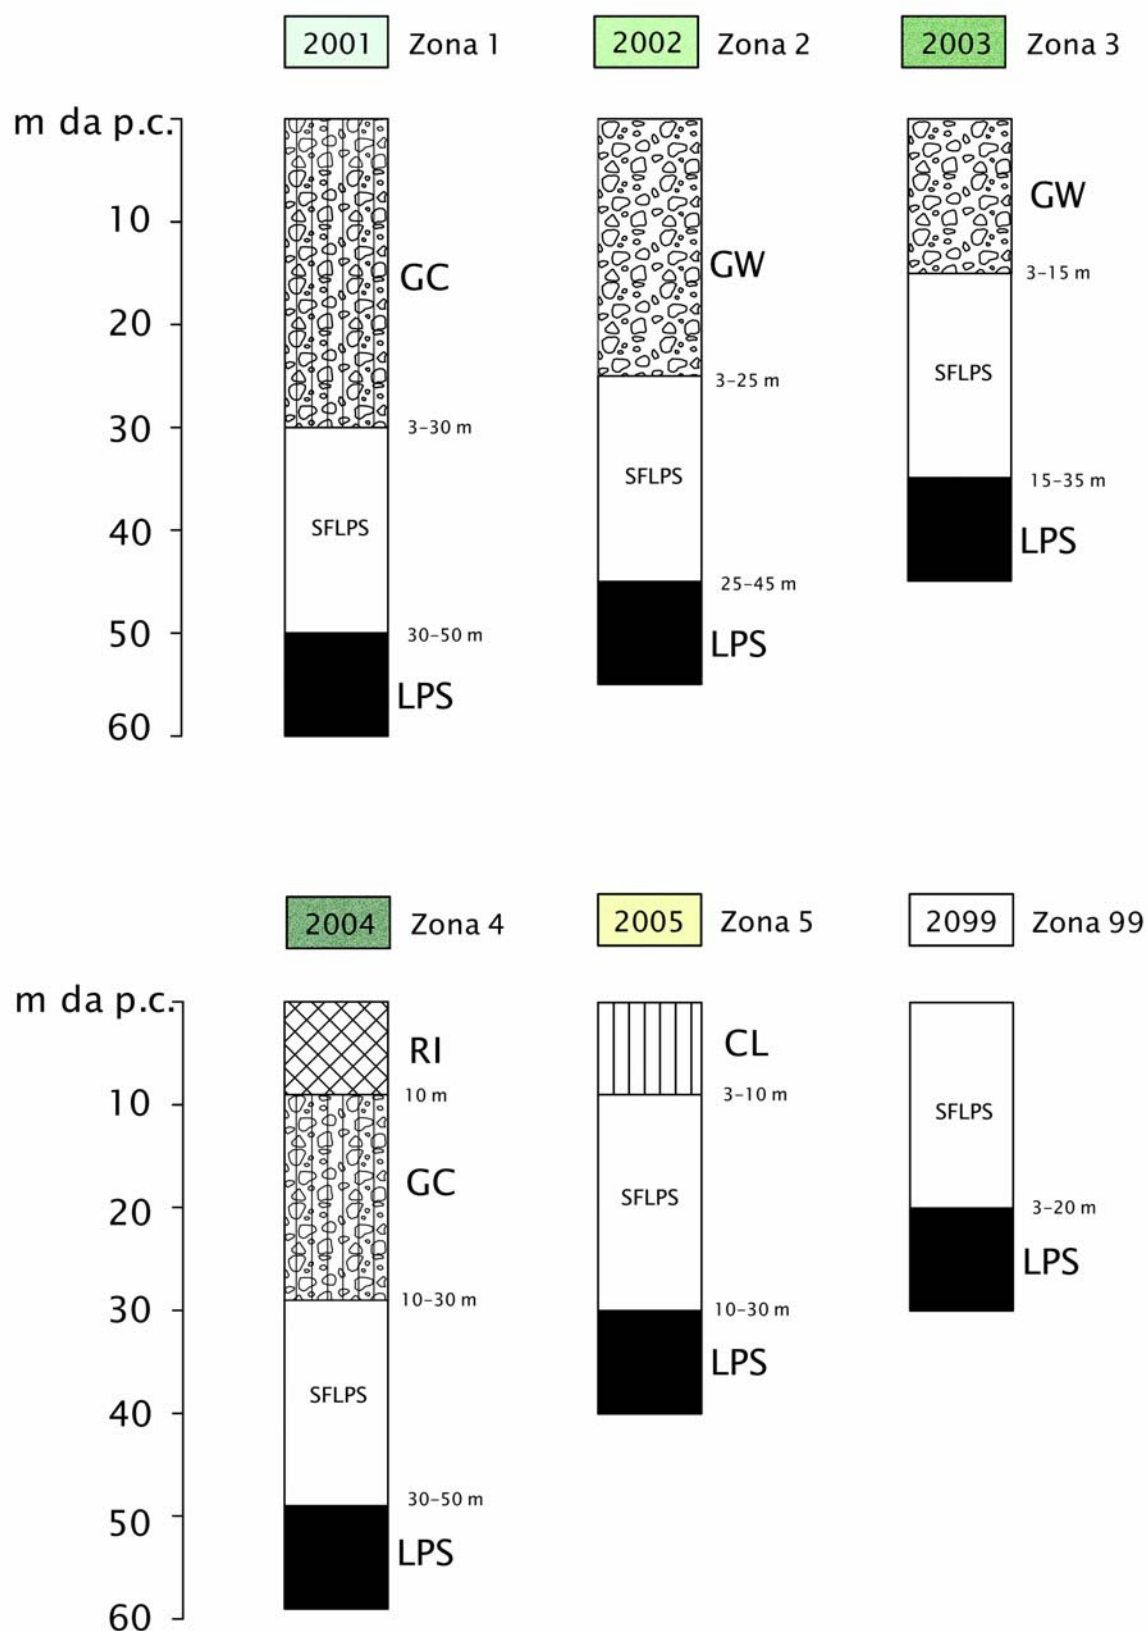 2001 Zona 1
2002 Zona 2
2003 Zona 3
m da p.c.
10
20
30
40
50
60
GC
3-30 m
SFLPS
30-50 m
LPS
GW
3-25 m
SFLPS
25-45 m
LPS
GW
3-15 m
SFLPS
15-35 m
LPS
2004 Zona 4
2005 Zona 5
2099 Zona 99
m da p.c.
10
20
30
40
50
60
RI
10 m
GC
10-30 m
SFLPS
30-50 m
LPS
CL
3-10 m
SFLPS
10-30 m
LPS
SFLPS
3-20 m
LPS